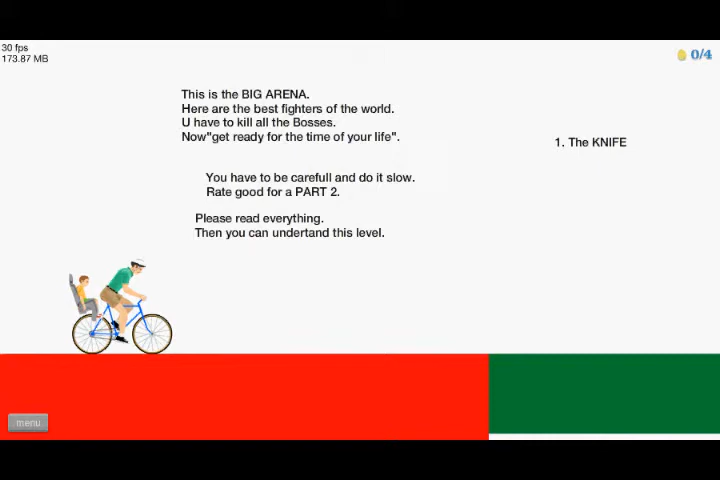 30 fps
173.87 MB
0/4
This is the BIG ARENA.
Here are the best fighters of the world.
U have to kill all the Bosses.
Now"get ready for the time of your life".
1. The KNIFE
You have to be carefull and do it slow.
Rate good for a PART 2.
Please read everything.
Then you can undertand this level.
menu